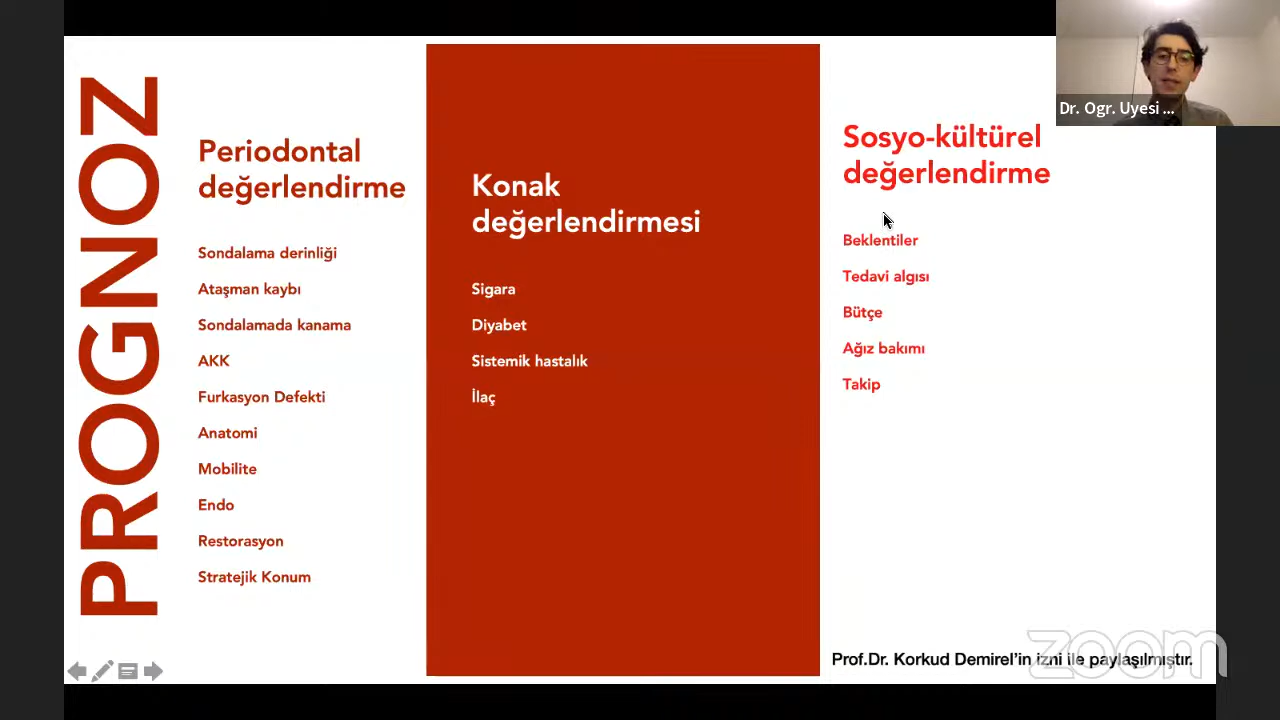 PROGNOZ
Periodontal
değerlendirme
Sondalama derinliği
Ataşman kaybı
Sondalamada kanama
AKK
Furkasyon Defekti
Anatomi
Mobilite
Endo
Restorasyon
Stratejik Konum
Konak
değerlendirmesi
Sigara
Diyabet
Sistemik hastalık
İlaç
Sosyo-kültürel
değerlendirme
Beklentiler
Tedavi algısı
Bütçe
Ağız bakımı
Takip
Dr. Ogr. Uyesi ...
Prof.Dr. Korkud Demirel’in izni ile paylaşılmıştır.
zoom